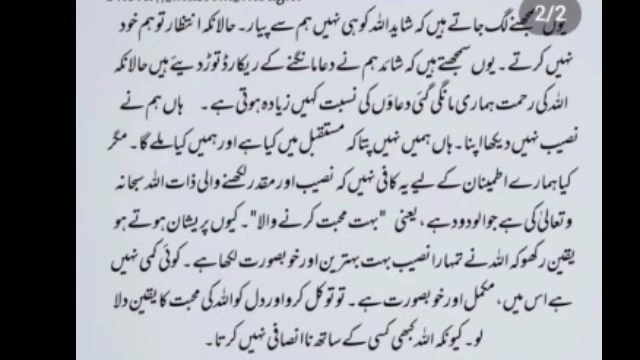 2/2
یوں سمجھنے لگ جاتے ہیں کہ شاید اللہ کو ہی نہیں ہم سے پیار۔ حالانکہ انتظار تو ہم خود
نہیں کرتے۔ یوں سمجھتے ہیں کہ شائد ہم نے دعا مانگنے کے ریکارڈ توڑ دیئے ہیں حالانکہ
اللہ کی رحمت ہماری مانگی گئی دعاؤں کی نسبت کہیں زیادہ ہوتی ہے۔ ہاں ہم نے
نصیب نہیں دیکھا اپنا۔ ہاں ہمیں نہیں پتا کہ مستقبل میں کیا ہے اور ہمیں کیا ملے گا۔ مگر
کیا ہمارے اطمینان کے لیے یہ کافی نہیں کہ نصیب اور مقدر لکھنے والی ذات اللہ سبحانہ
و تعالیٰ کی ہے جو الودود ہے، یعنی "بہت محبت کرنے والا"۔ کیوں پریشان ہوتے ہو
یقین رکھو کہ اللہ نے تمہارا نصیب بہت بہترین اور خوبصورت لکھا ہے۔ کوئی کمی نہیں
ہے اس میں، مکمل اور خوبصورت ہے۔ تو توکل کرو اور دل کو اللہ کی محبت کا یقین دلا
لو۔ کیونکہ اللہ کبھی کسی کے ساتھ ناانصافی نہیں کرتا۔